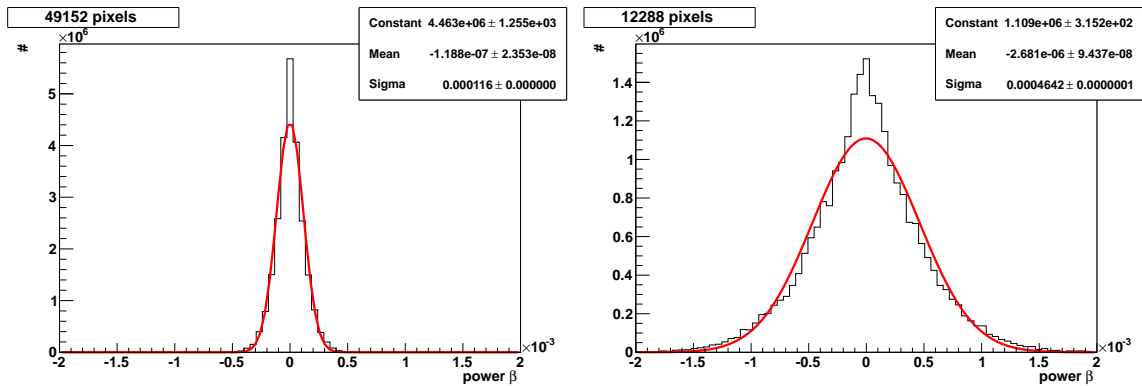 49152 pixels
×10⁶
#
Constant 4.463e+06 ± 1.255e+03
Mean -1.188e-07 ± 2.353e-08
Sigma 0.000116 ± 0.000000
5
4
3
2
1
0
-2 -1.5 -1 -0.5 0 0.5 1 1.5 2
×10⁻³
power β
12288 pixels
×10⁶
#
Constant 1.109e+06 ± 3.152e+02
Mean -2.681e-06 ± 9.437e-08
Sigma 0.0004642 ± 0.0000001
1.4
1.2
1
0.8
0.6
0.4
0.2
0
-2 -1.5 -1 -0.5 0 0.5 1 1.5 2
×10⁻³
power β